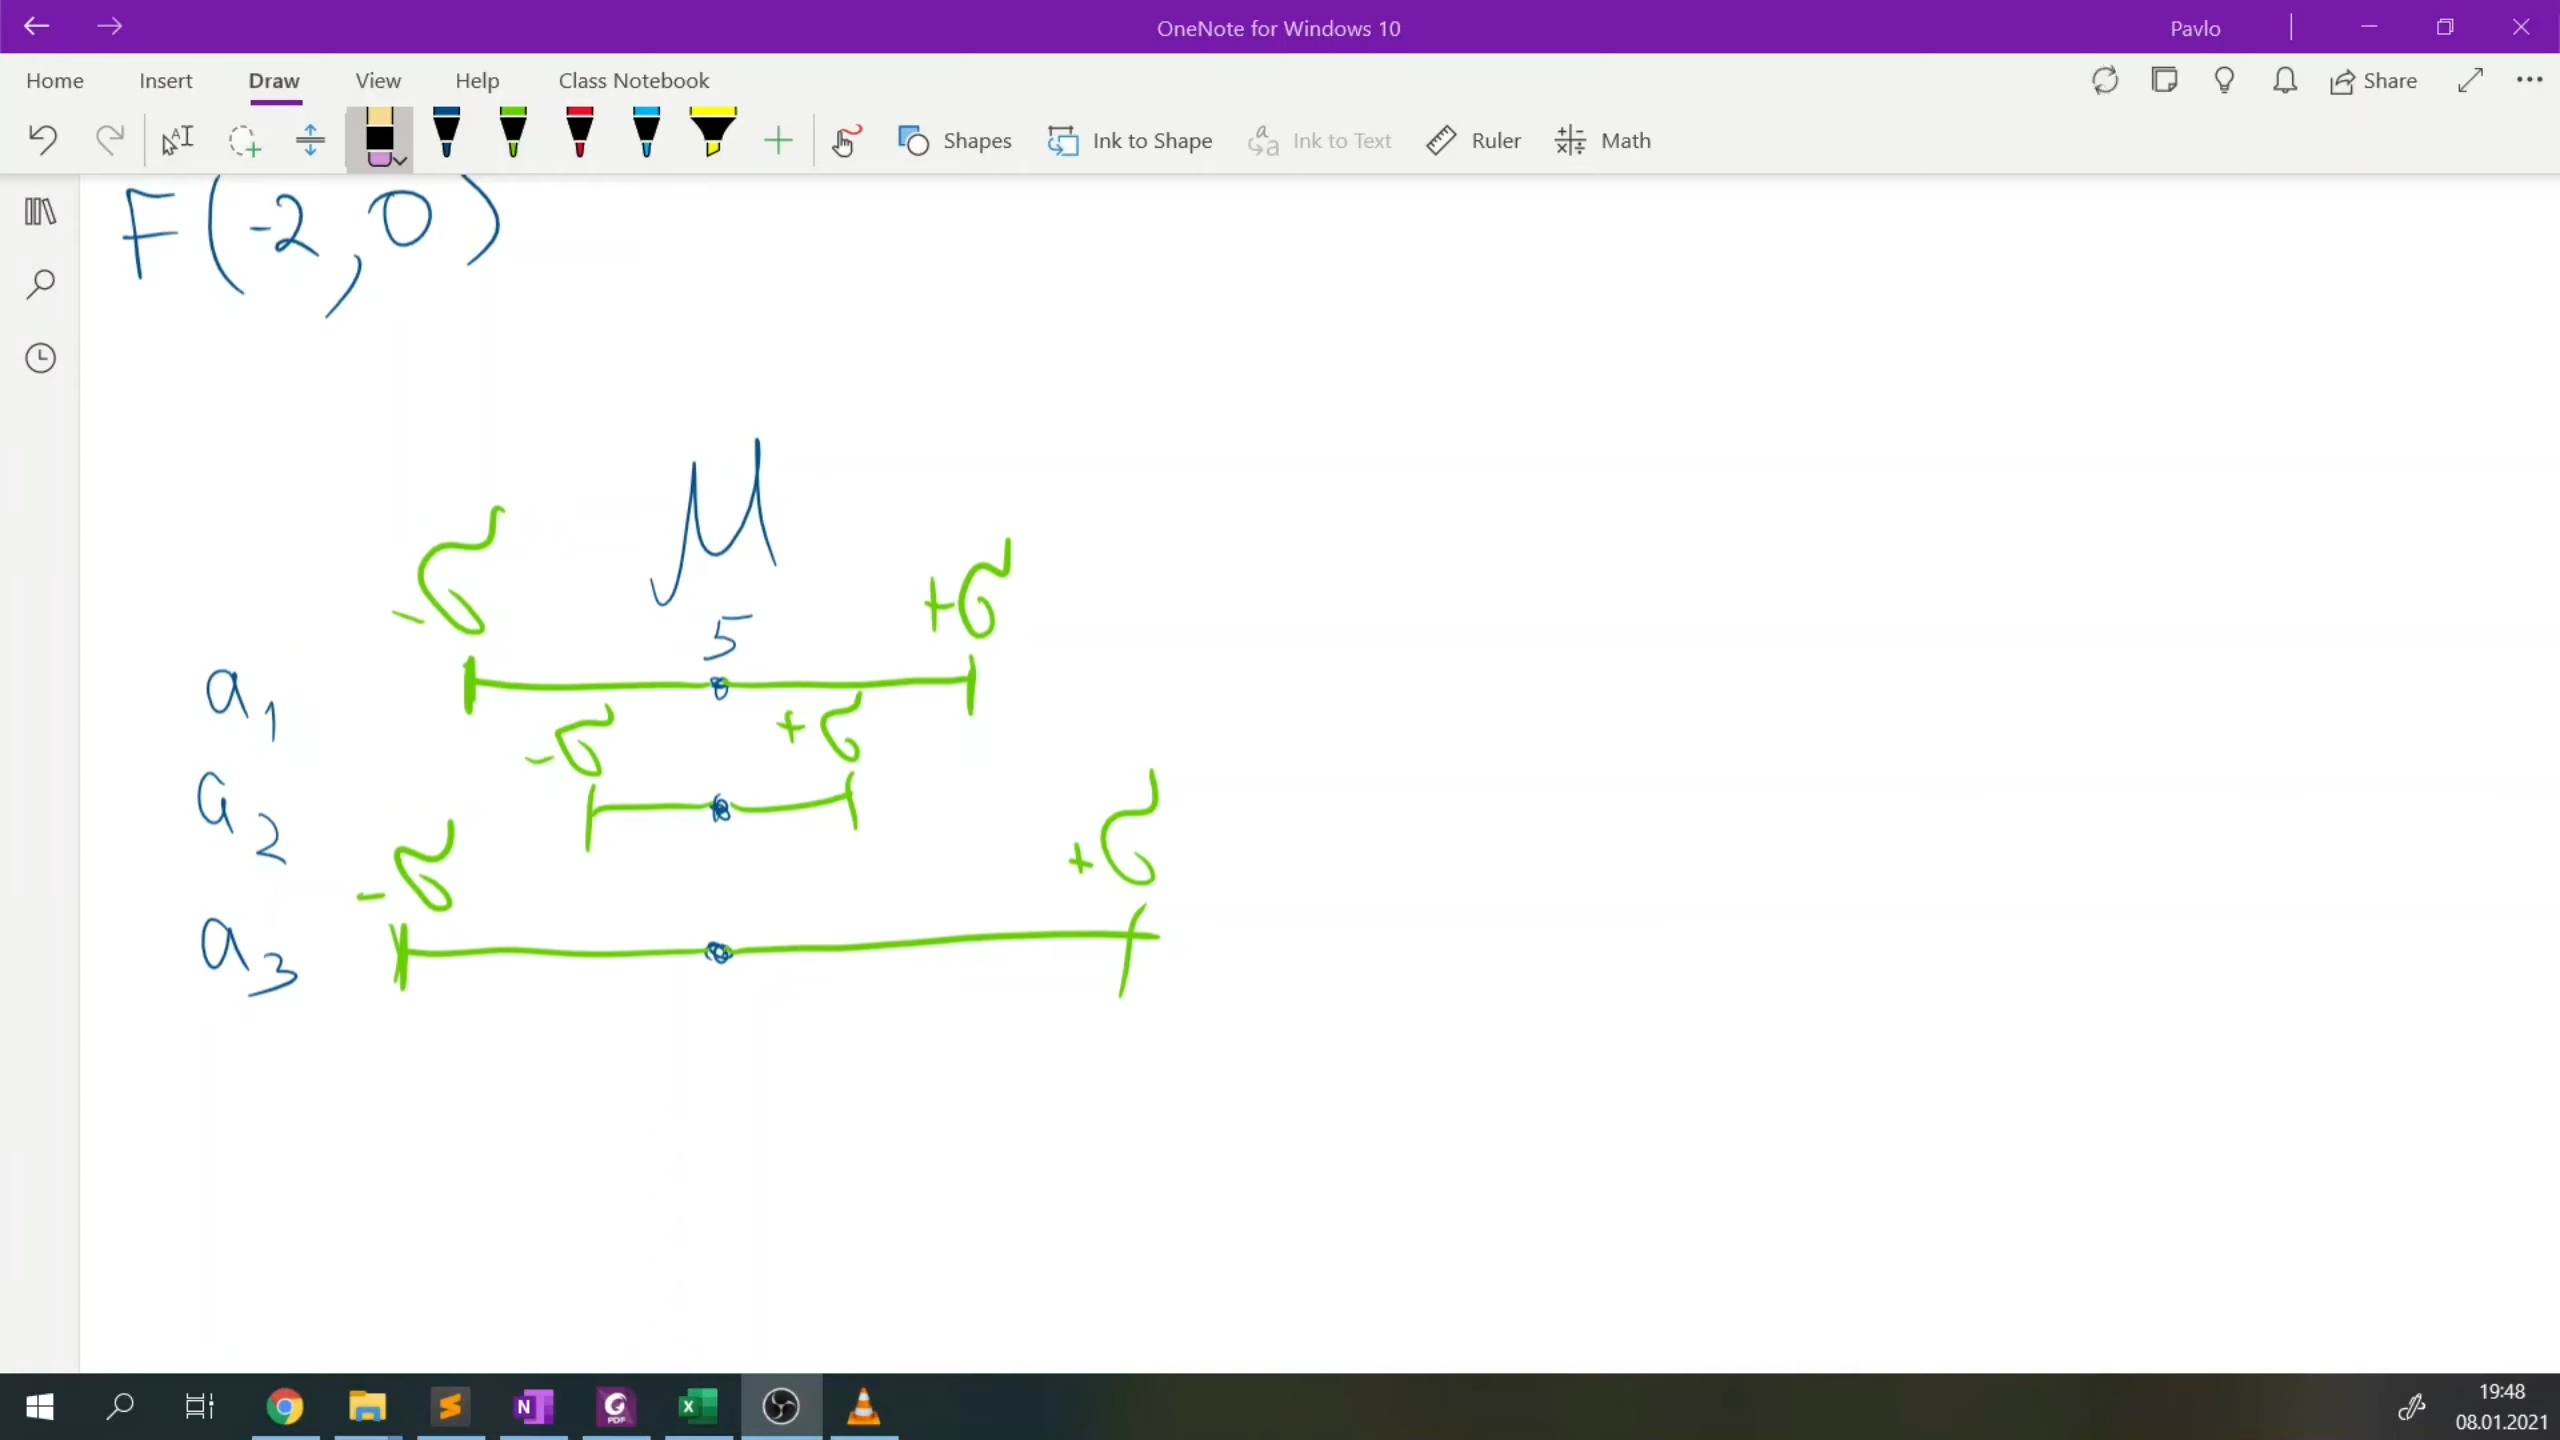 OneNote for Windows 10 Pavlo
Home Insert Draw View Help Class Notebook Share
Shapes Ink to Shape Ink to Text Ruler Math
F(-2, 0)
μ
-σ +σ
5
a1
-σ +σ
a2
-σ +σ
a3
19:48
08.01.2021